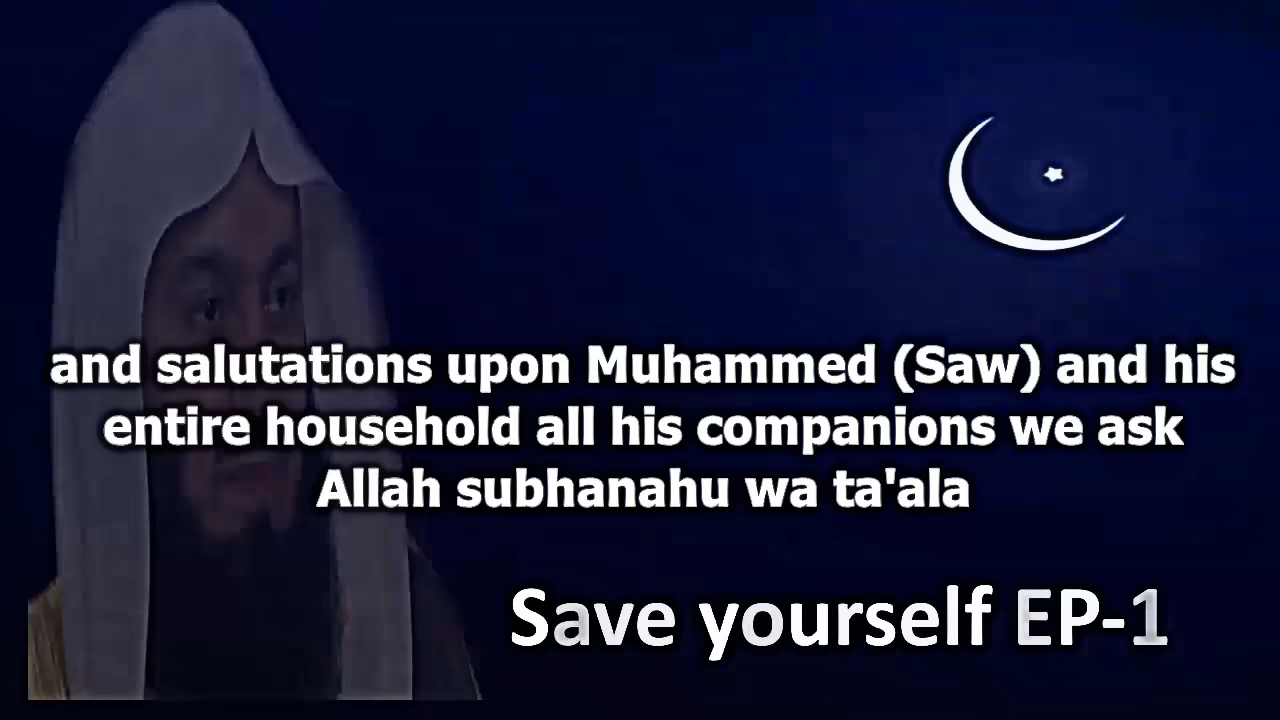 and salutations upon Muhammed (Saw) and his
entire household all his companions we ask
Allah subhanahu wa ta'ala
Save yourself EP-1